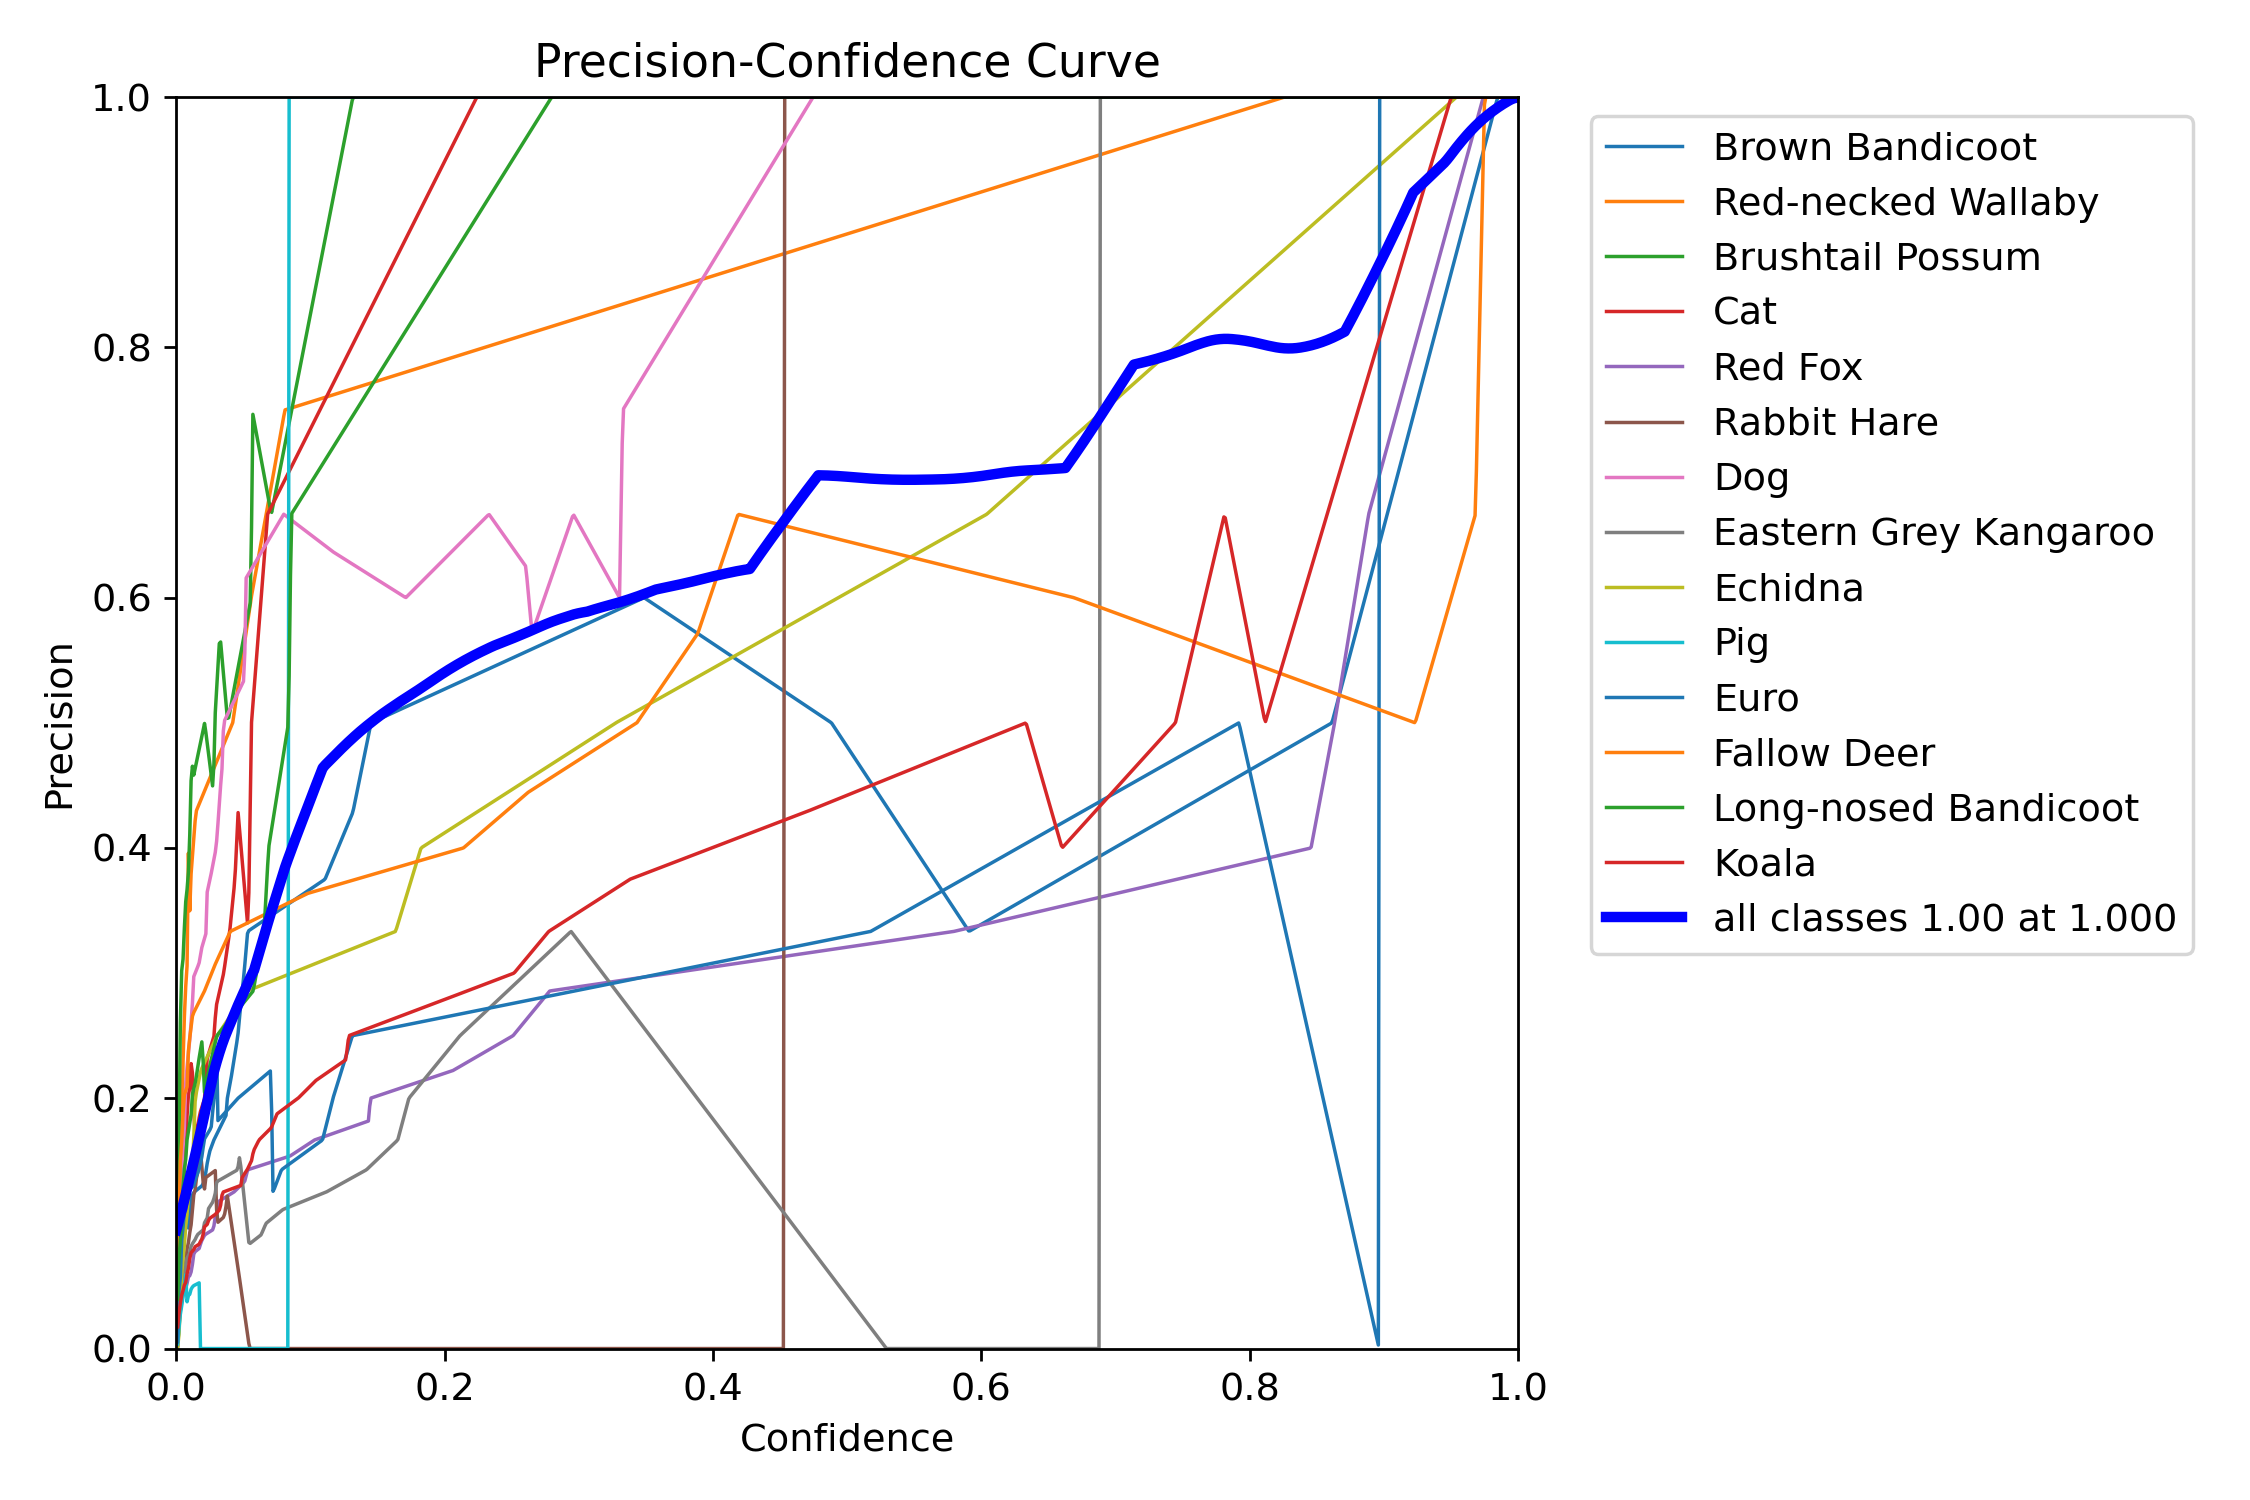 Precision-Confidence Curve
1.0
0.8
0.6
0.4
0.2
0.0
Precision
0.0 0.2 0.4 0.6 0.8 1.0
Confidence
Brown Bandicoot
Red-necked Wallaby
Brushtail Possum
Cat
Red Fox
Rabbit Hare
Dog
Eastern Grey Kangaroo
Echidna
Pig
Euro
Fallow Deer
Long-nosed Bandicoot
Koala
all classes 1.00 at 1.000